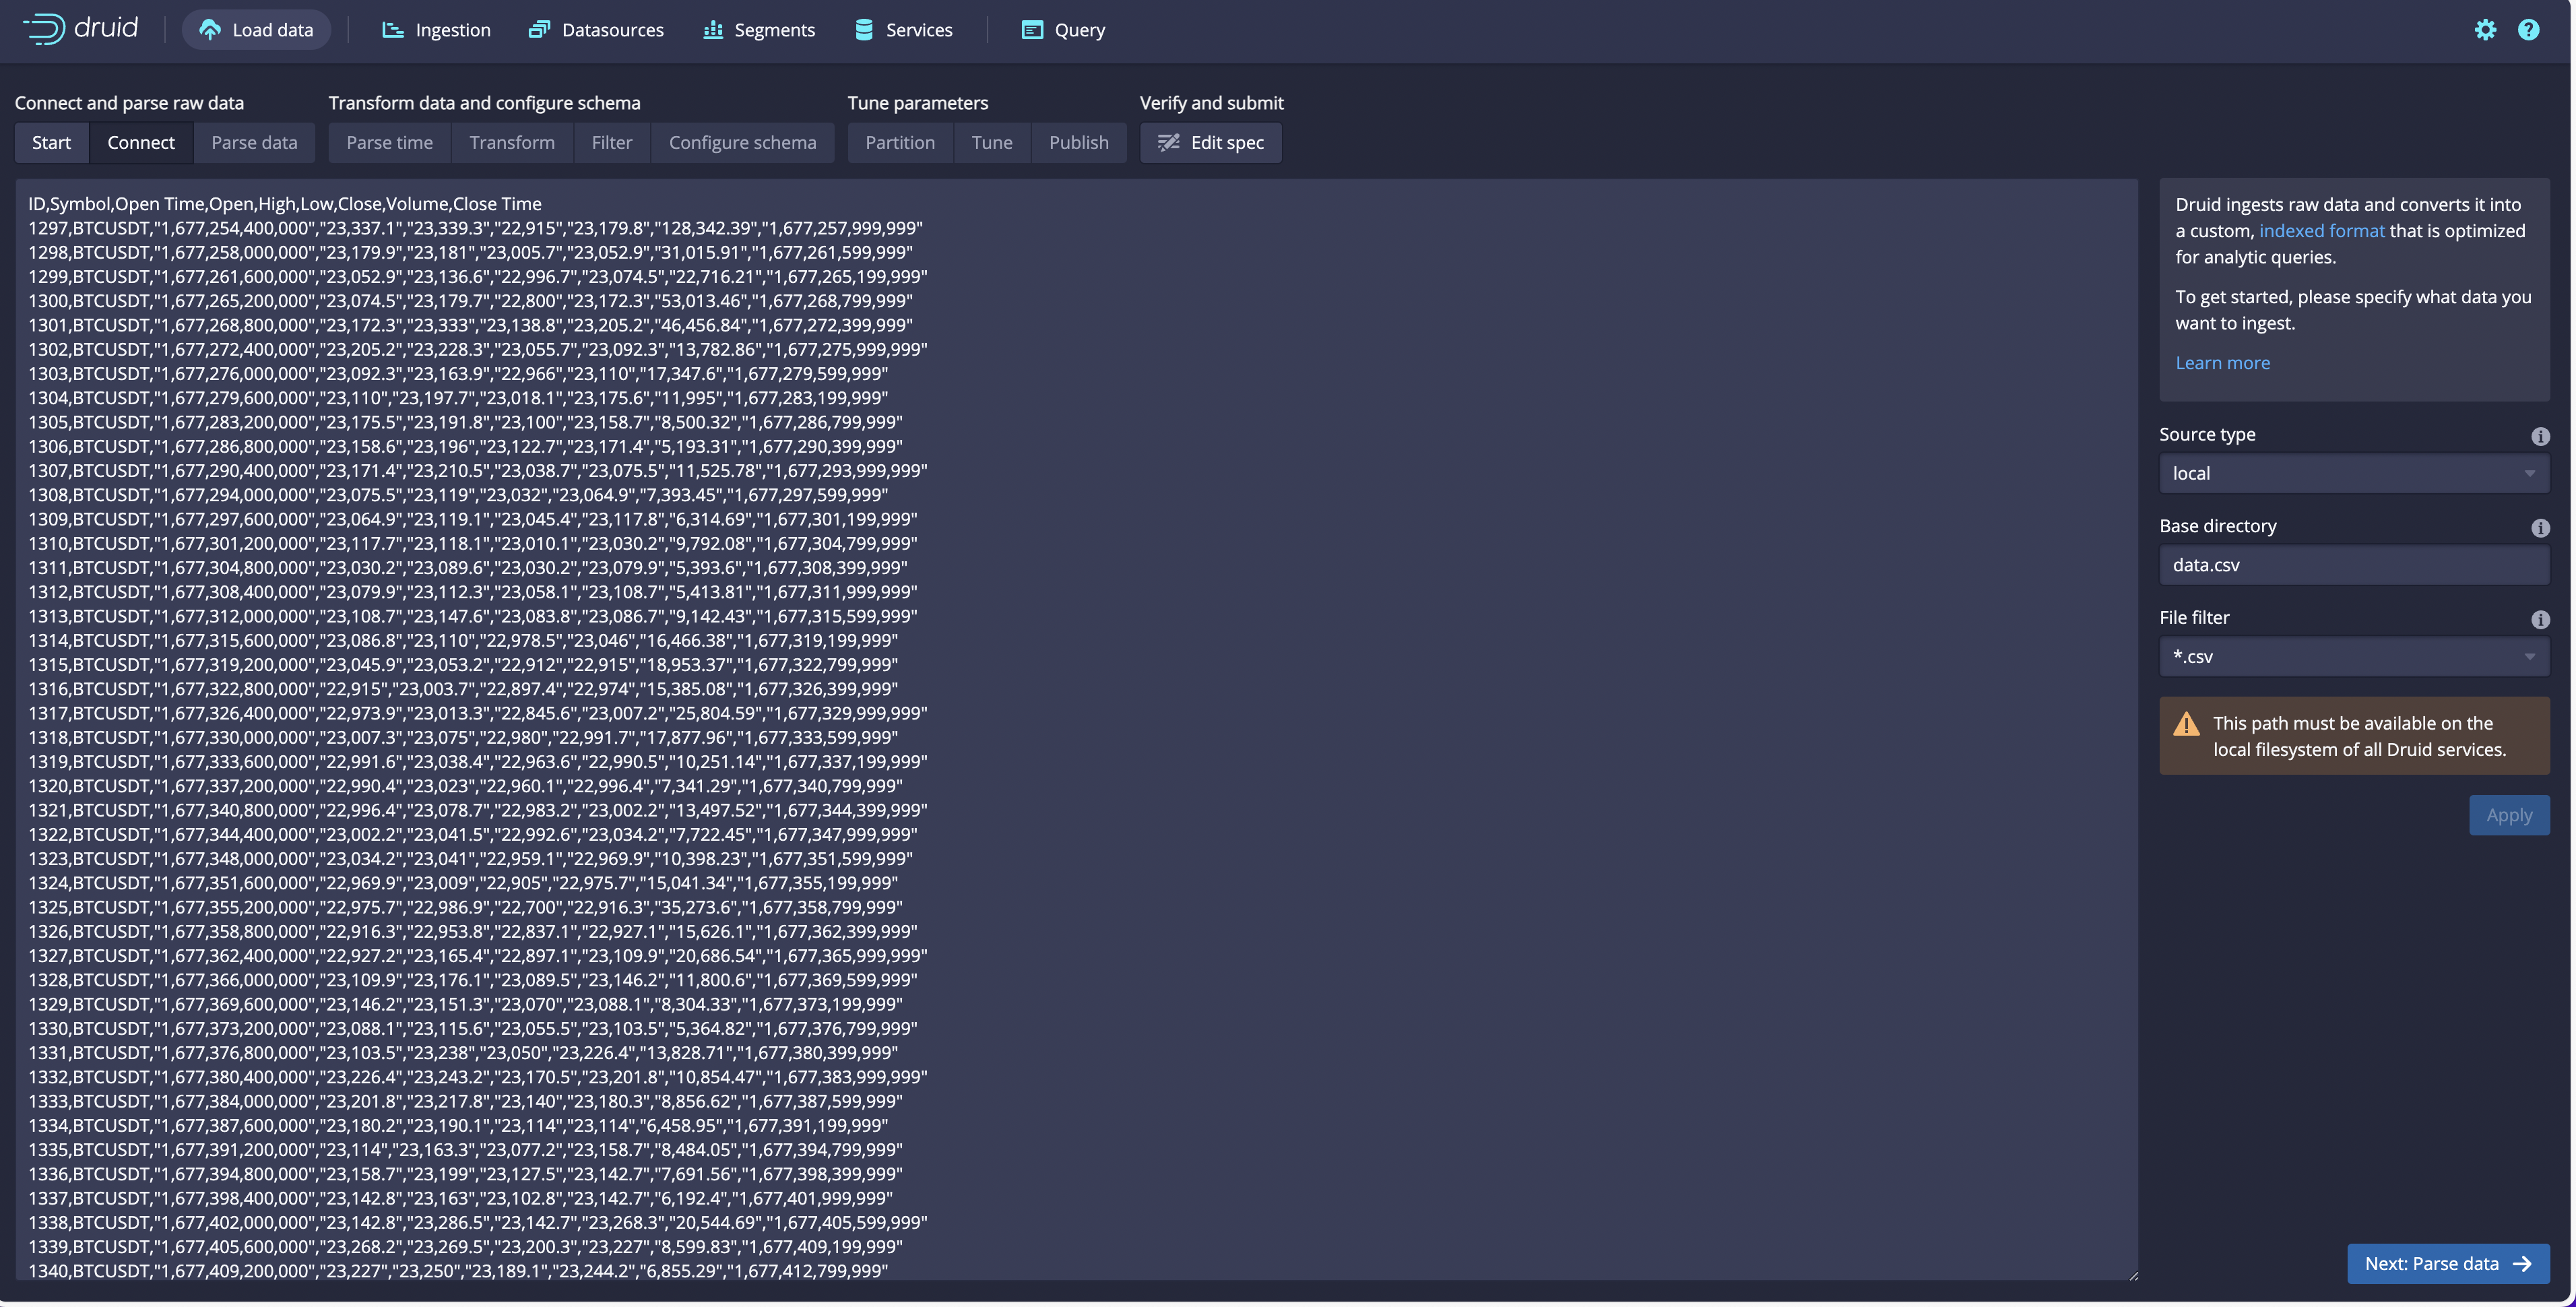 druid
Load data
Ingestion
Datasources
Segments
Services
Query
Connect and parse raw data
Transform data and configure schema
Tune parameters
Verify and submit
Start
Connect
Parse data
Parse time
Transform
Filter
Configure schema
Partition
Tune
Publish
Edit spec
ID,Symbol,Open Time,Open,High,Low,Close,Volume,Close Time
1297,BTCUSDT,"1,677,254,400,000","23,337.1","23,339.3","22,915","23,179.8","128,342.39","1,677,257,999,999"
1298,BTCUSDT,"1,677,258,000,000","23,179.9","23,181","23,005.7","23,052.9","31,015.91","1,677,261,599,999"
1299,BTCUSDT,"1,677,261,600,000","23,052.9","23,136.6","22,996.7","23,074.5","22,716.21","1,677,265,199,999"
1300,BTCUSDT,"1,677,265,200,000","23,074.5","23,179.7","22,800","23,172.3","53,013.46","1,677,268,799,999"
1301,BTCUSDT,"1,677,268,800,000","23,172.3","23,333","23,138.8","23,205.2","46,456.84","1,677,272,399,999"
1302,BTCUSDT,"1,677,272,400,000","23,205.2","23,228.3","23,055.7","23,092.3","13,782.86","1,677,275,999,999"
1303,BTCUSDT,"1,677,276,000,000","23,092.3","23,163.9","22,966","23,110","17,347.6","1,677,279,599,999"
1304,BTCUSDT,"1,677,279,600,000","23,110","23,197.7","23,018.1","23,175.6","11,995","1,677,283,199,999"
1305,BTCUSDT,"1,677,283,200,000","23,175.5","23,191.8","23,100","23,158.7","8,500.32","1,677,286,799,999"
1306,BTCUSDT,"1,677,286,800,000","23,158.6","23,196","23,122.7","23,171.4","5,193.31","1,677,290,399,999"
1307,BTCUSDT,"1,677,290,400,000","23,171.4","23,210.5","23,038.7","23,075.5","11,525.78","1,677,293,999,999"
1308,BTCUSDT,"1,677,294,000,000","23,075.5","23,119","23,032","23,064.9","7,393.45","1,677,297,599,999"
1309,BTCUSDT,"1,677,297,600,000","23,064.9","23,119.1","23,045.4","23,117.8","6,314.69","1,677,301,199,999"
1310,BTCUSDT,"1,677,301,200,000","23,117.7","23,118.1","23,010.1","23,030.2","9,792.08","1,677,304,799,999"
1311,BTCUSDT,"1,677,304,800,000","23,030.2","23,089.6","23,030.2","23,079.9","5,393.6","1,677,308,399,999"
1312,BTCUSDT,"1,677,308,400,000","23,079.9","23,112.3","23,058.1","23,108.7","5,413.81","1,677,311,999,999"
1313,BTCUSDT,"1,677,312,000,000","23,108.7","23,147.6","23,083.8","23,086.7","9,142.43","1,677,315,599,999"
1314,BTCUSDT,"1,677,315,600,000","23,086.8","23,110","22,978.5","23,046","16,466.38","1,677,319,199,999"
1315,BTCUSDT,"1,677,319,200,000","23,045.9","23,053.2","22,912","22,915","18,953.37","1,677,322,799,999"
1316,BTCUSDT,"1,677,322,800,000","22,915","23,003.7","22,897.4","22,974","15,385.08","1,677,326,399,999"
1317,BTCUSDT,"1,677,326,400,000","22,973.9","23,013.3","22,845.6","23,007.2","25,804.59","1,677,329,999,999"
1318,BTCUSDT,"1,677,330,000,000","23,007.3","23,075","22,980","22,991.7","17,877.96","1,677,333,599,999"
1319,BTCUSDT,"1,677,333,600,000","22,991.6","23,038.4","22,963.6","22,990.5","10,251.14","1,677,337,199,999"
1320,BTCUSDT,"1,677,337,200,000","22,990.4","23,023","22,960.1","22,996.4","7,341.29","1,677,340,799,999"
1321,BTCUSDT,"1,677,340,800,000","22,996.4","23,078.7","22,983.2","23,002.2","13,497.52","1,677,344,399,999"
1322,BTCUSDT,"1,677,344,400,000","23,002.2","23,041.5","22,992.6","23,034.2","7,722.45","1,677,347,999,999"
1323,BTCUSDT,"1,677,348,000,000","23,034.2","23,041","22,959.1","22,969.9","10,398.23","1,677,351,599,999"
1324,BTCUSDT,"1,677,351,600,000","22,969.9","23,009","22,905","22,975.7","15,041.34","1,677,355,199,999"
1325,BTCUSDT,"1,677,355,200,000","22,975.7","22,986.9","22,700","22,916.3","35,273.6","1,677,358,799,999"
1326,BTCUSDT,"1,677,358,800,000","22,916.3","22,953.8","22,837.1","22,927.1","15,626.1","1,677,362,399,999"
1327,BTCUSDT,"1,677,362,400,000","22,927.2","23,165.4","22,897.1","23,109.9","20,686.54","1,677,365,999,999"
1328,BTCUSDT,"1,677,366,000,000","23,109.9","23,176.1","23,089.5","23,146.2","11,800.6","1,677,369,599,999"
1329,BTCUSDT,"1,677,369,600,000","23,146.2","23,151.3","23,070","23,088.1","8,304.33","1,677,373,199,999"
1330,BTCUSDT,"1,677,373,200,000","23,088.1","23,115.6","23,055.5","23,103.5","5,364.82","1,677,376,799,999"
1331,BTCUSDT,"1,677,376,800,000","23,103.5","23,238","23,050","23,226.4","13,828.71","1,677,380,399,999"
1332,BTCUSDT,"1,677,380,400,000","23,226.4","23,243.2","23,170.5","23,201.8","10,854.47","1,677,383,999,999"
1333,BTCUSDT,"1,677,384,000,000","23,201.8","23,217.8","23,140","23,180.3","8,856.62","1,677,387,599,999"
1334,BTCUSDT,"1,677,387,600,000","23,180.2","23,190.1","23,114","23,114","6,458.95","1,677,391,199,999"
1335,BTCUSDT,"1,677,391,200,000","23,114","23,163.3","23,077.2","23,158.7","8,484.05","1,677,394,799,999"
1336,BTCUSDT,"1,677,394,800,000","23,158.7","23,199","23,127.5","23,142.7","7,691.56","1,677,398,399,999"
1337,BTCUSDT,"1,677,398,400,000","23,142.8","23,163","23,102.8","23,142.7","6,192.4","1,677,401,999,999"
1338,BTCUSDT,"1,677,402,000,000","23,142.8","23,286.5","23,142.7","23,268.3","20,544.69","1,677,405,599,999"
1339,BTCUSDT,"1,677,405,600,000","23,268.2","23,269.5","23,200.3","23,227","8,599.83","1,677,409,199,999"
1340,BTCUSDT,"1,677,409,200,000","23,227","23,250","23,189.1","23,244.2","6,855.29","1,677,412,799,999"
Druid ingests raw data and converts it into
a custom, indexed format that is optimized
for analytic queries.
To get started, please specify what data you
want to ingest.
Learn more
Source type
local
Base directory
data.csv
File filter
*.csv
This path must be available on the
local filesystem of all Druid services.
Apply
Next: Parse data